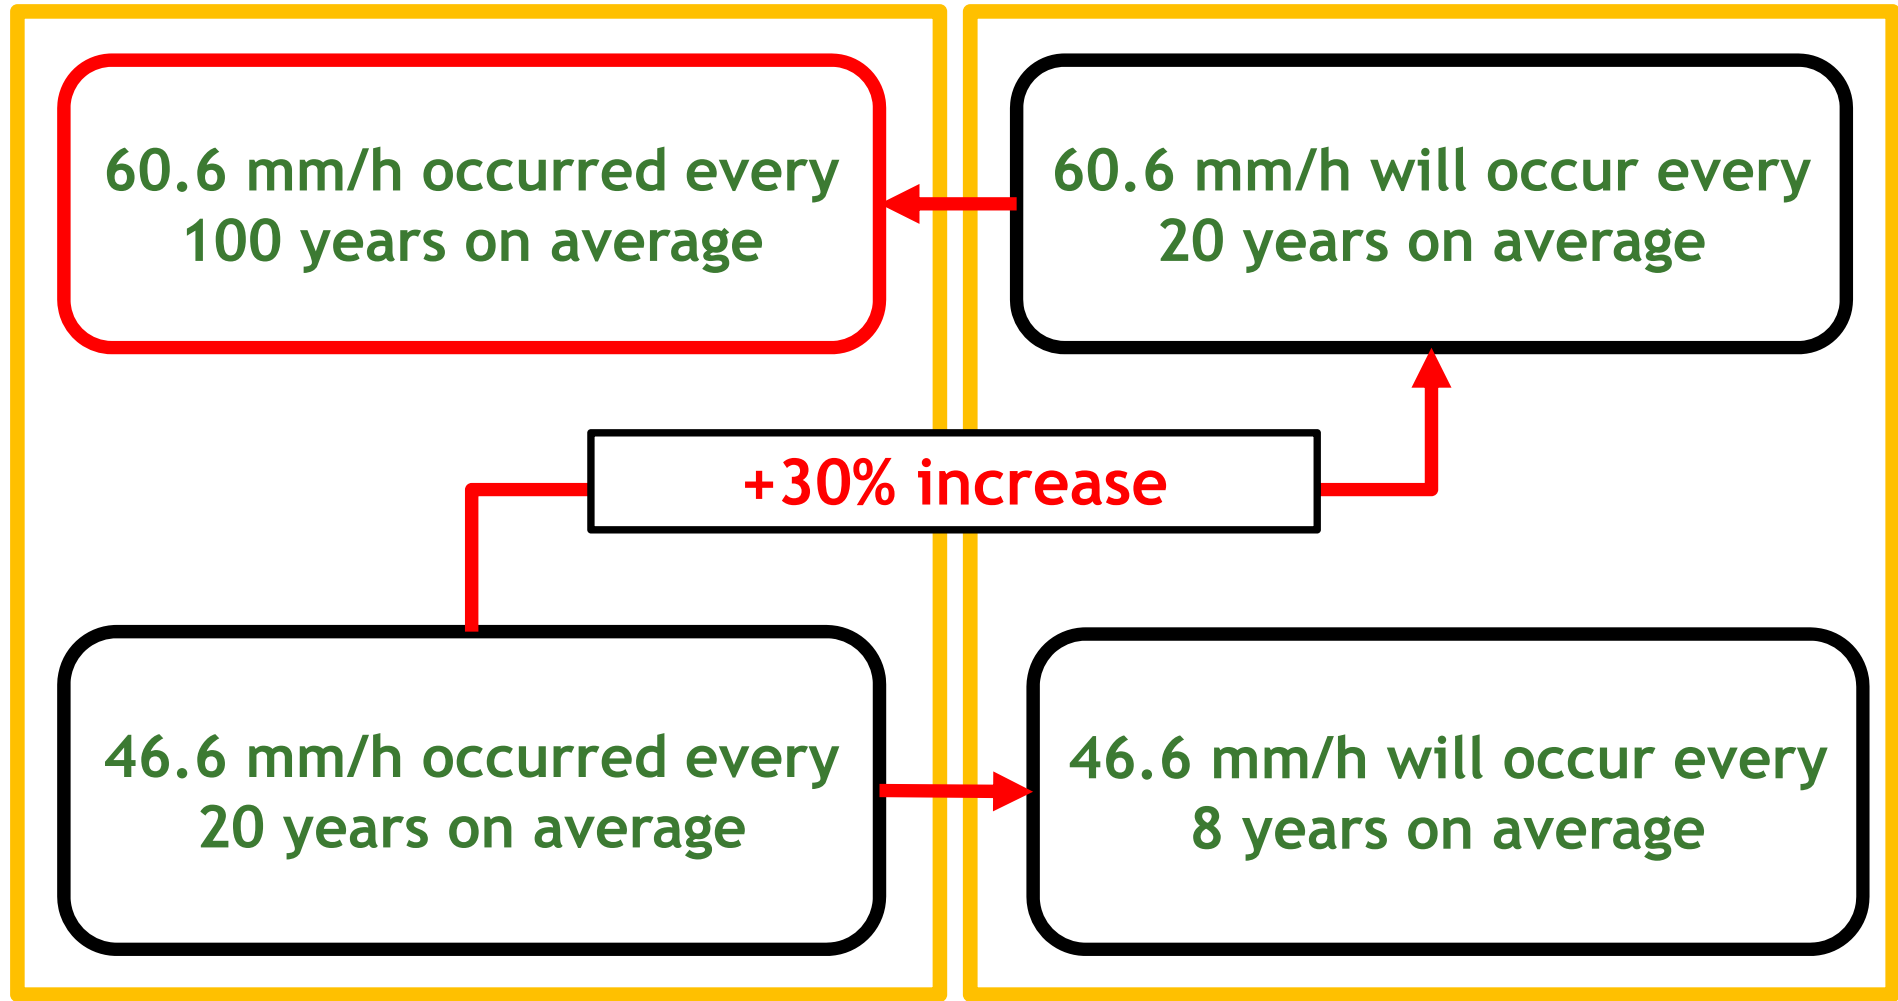 60.6 mm/h occurred every
100 years on average
60.6 mm/h will occur every
20 years on average
+30% increase
46.6 mm/h occurred every
20 years on average
46.6 mm/h will occur every
8 years on average